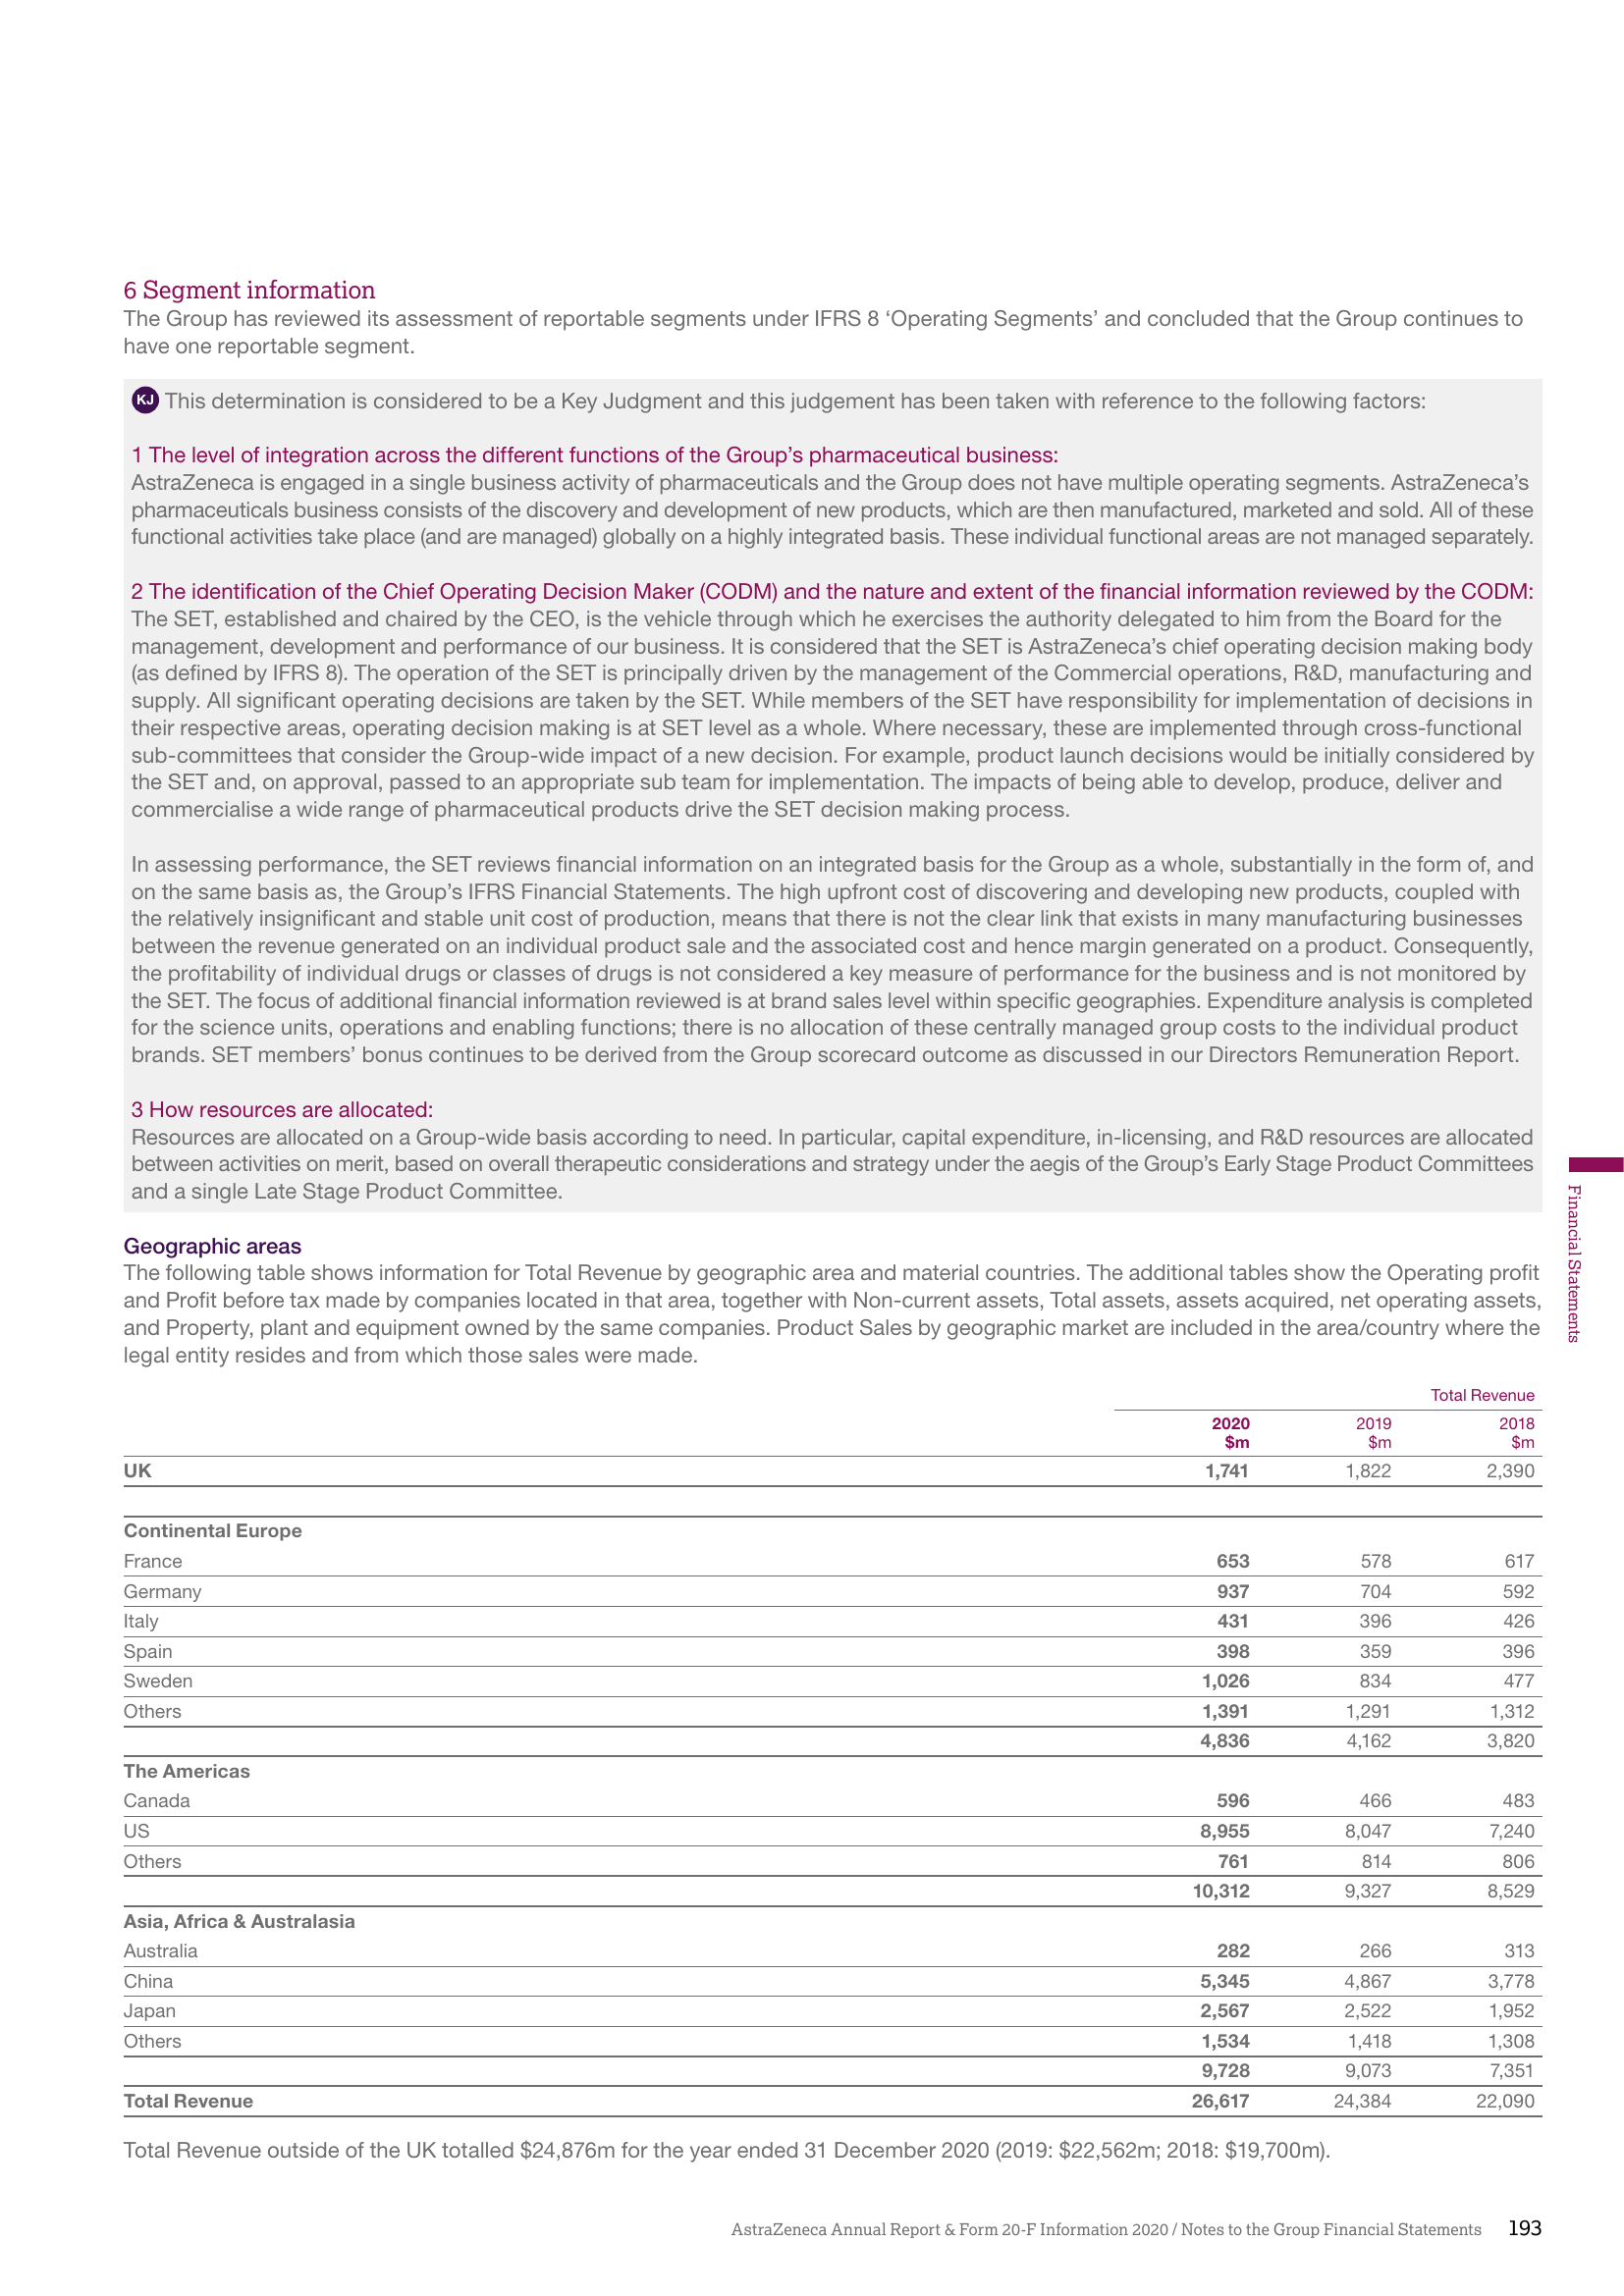 6 Segment information
The Group has reviewed its assessment of reportable segments under IFRS 8 ‘Operating Segments’ and concluded that the Group continues to
have one reportable segment.
KJ This determination is considered to be a Key Judgment and this judgement has been taken with reference to the following factors:
1 The level of integration across the different functions of the Group’s pharmaceutical business:
AstraZeneca is engaged in a single business activity of pharmaceuticals and the Group does not have multiple operating segments. AstraZeneca’s
pharmaceuticals business consists of the discovery and development of new products, which are then manufactured, marketed and sold. All of these
functional activities take place (and are managed) globally on a highly integrated basis. These individual functional areas are not managed separately.
2 The identification of the Chief Operating Decision Maker (CODM) and the nature and extent of the financial information reviewed by the CODM:
The SET, established and chaired by the CEO, is the vehicle through which he exercises the authority delegated to him from the Board for the
management, development and performance of our business. It is considered that the SET is AstraZeneca’s chief operating decision making body
(as defined by IFRS 8). The operation of the SET is principally driven by the management of the Commercial operations, R&D, manufacturing and
supply. All significant operating decisions are taken by the SET. While members of the SET have responsibility for implementation of decisions in
their respective areas, operating decision making is at SET level as a whole. Where necessary, these are implemented through cross-functional
sub-committees that consider the Group-wide impact of a new decision. For example, product launch decisions would be initially considered by
the SET and, on approval, passed to an appropriate sub team for implementation. The impacts of being able to develop, produce, deliver and
commercialise a wide range of pharmaceutical products drive the SET decision making process.
In assessing performance, the SET reviews financial information on an integrated basis for the Group as a whole, substantially in the form of, and
on the same basis as, the Group’s IFRS Financial Statements. The high upfront cost of discovering and developing new products, coupled with
the relatively insignificant and stable unit cost of production, means that there is not the clear link that exists in many manufacturing businesses
between the revenue generated on an individual product sale and the associated cost and hence margin generated on a product. Consequently,
the profitability of individual drugs or classes of drugs is not considered a key measure of performance for the business and is not monitored by
the SET. The focus of additional financial information reviewed is at brand sales level within specific geographies. Expenditure analysis is completed
for the science units, operations and enabling functions; there is no allocation of these centrally managed group costs to the individual product
brands. SET members’ bonus continues to be derived from the Group scorecard outcome as discussed in our Directors Remuneration Report.
3 How resources are allocated:
Resources are allocated on a Group-wide basis according to need. In particular, capital expenditure, in-licensing, and R&D resources are allocated
between activities on merit, based on overall therapeutic considerations and strategy under the aegis of the Group’s Early Stage Product Committees
and a single Late Stage Product Committee.
Financial Statements
Geographic areas
The following table shows information for Total Revenue by geographic area and material countries. The additional tables show the Operating profit
and Profit before tax made by companies located in that area, together with Non-current assets, Total assets, assets acquired, net operating assets,
and Property, plant and equipment owned by the same companies. Product Sales by geographic market are included in the area/country where the
legal entity resides and from which those sales were made.
Total Revenue
2020 2019 2018
$m $m $m
UK 1,741 1,822 2,390
Continental Europe
France 653 578 617
Germany 937 704 592
Italy 431 396 426
Spain 398 359 396
Sweden 1,026 834 477
Others 1,391 1,291 1,312
4,836 4,162 3,820
The Americas
Canada 596 466 483
US 8,955 8,047 7,240
Others 761 814 806
10,312 9,327 8,529
Asia, Africa & Australasia
Australia 282 266 313
China 5,345 4,867 3,778
Japan 2,567 2,522 1,952
Others 1,534 1,418 1,308
9,728 9,073 7,351
Total Revenue 26,617 24,384 22,090
Total Revenue outside of the UK totalled $24,876m for the year ended 31 December 2020 (2019: $22,562m; 2018: $19,700m).
AstraZeneca Annual Report & Form 20-F Information 2020 / Notes to the Group Financial Statements 193